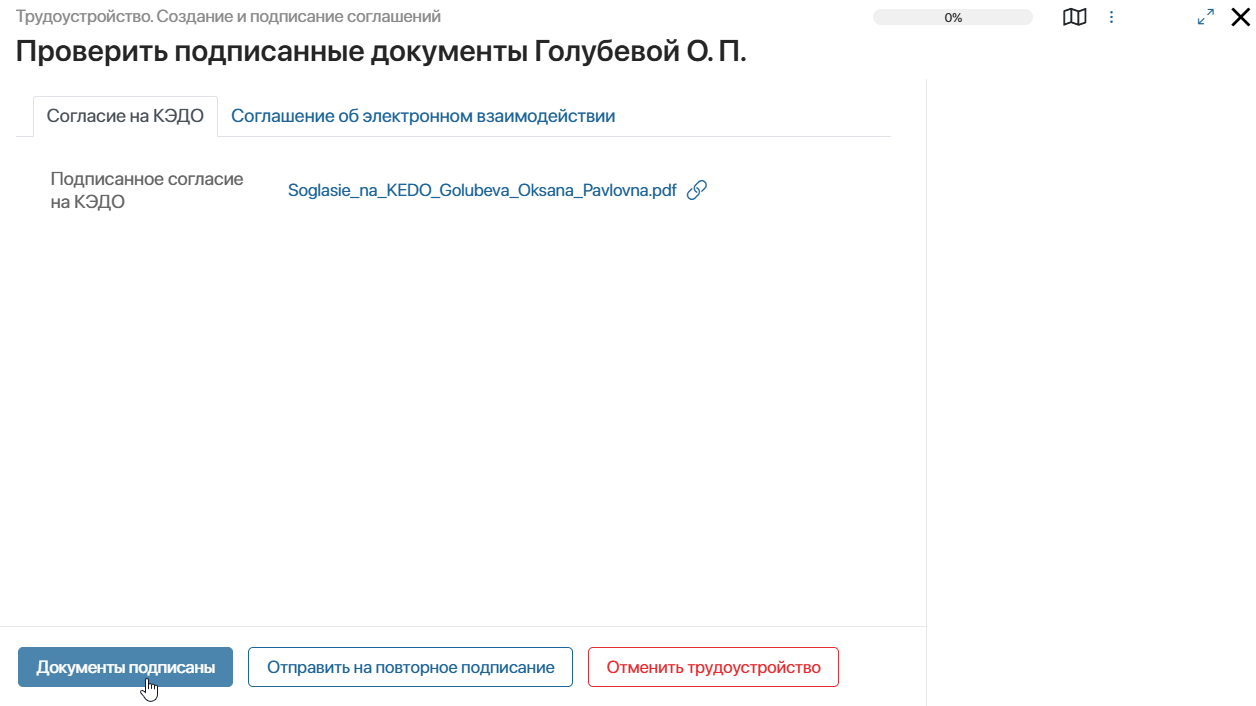 Трудоустройство. Создание и подписание соглашений
0%
Проверить подписанные документы Голубевой О. П.
Согласие на КЭДО
Соглашение об электронном взаимодействии
Подписанное согласие
на КЭДО
Soglasie_na_KEDO_Golubeva_Oksana_Pavlovna.pdf
Документы подписаны
Отправить на повторное подписание
Отменить трудоустройство